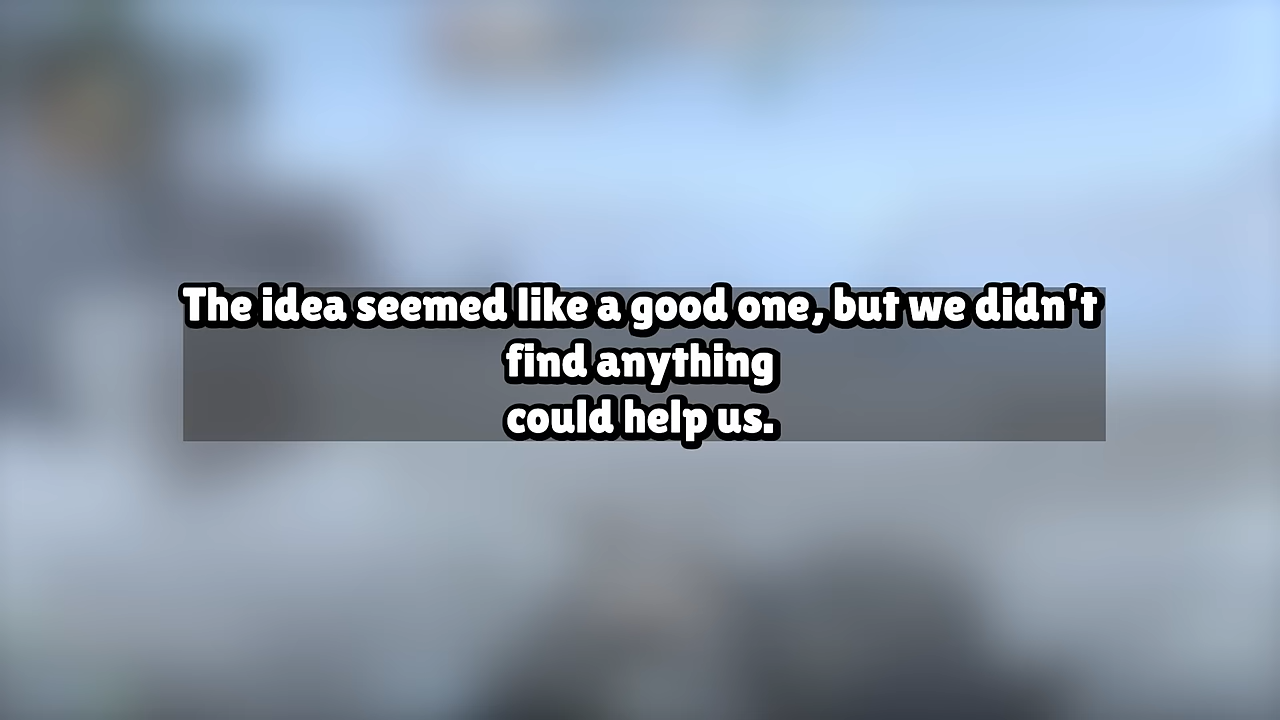 The idea seemed like a good one, but we didn't
find anything
could help us.